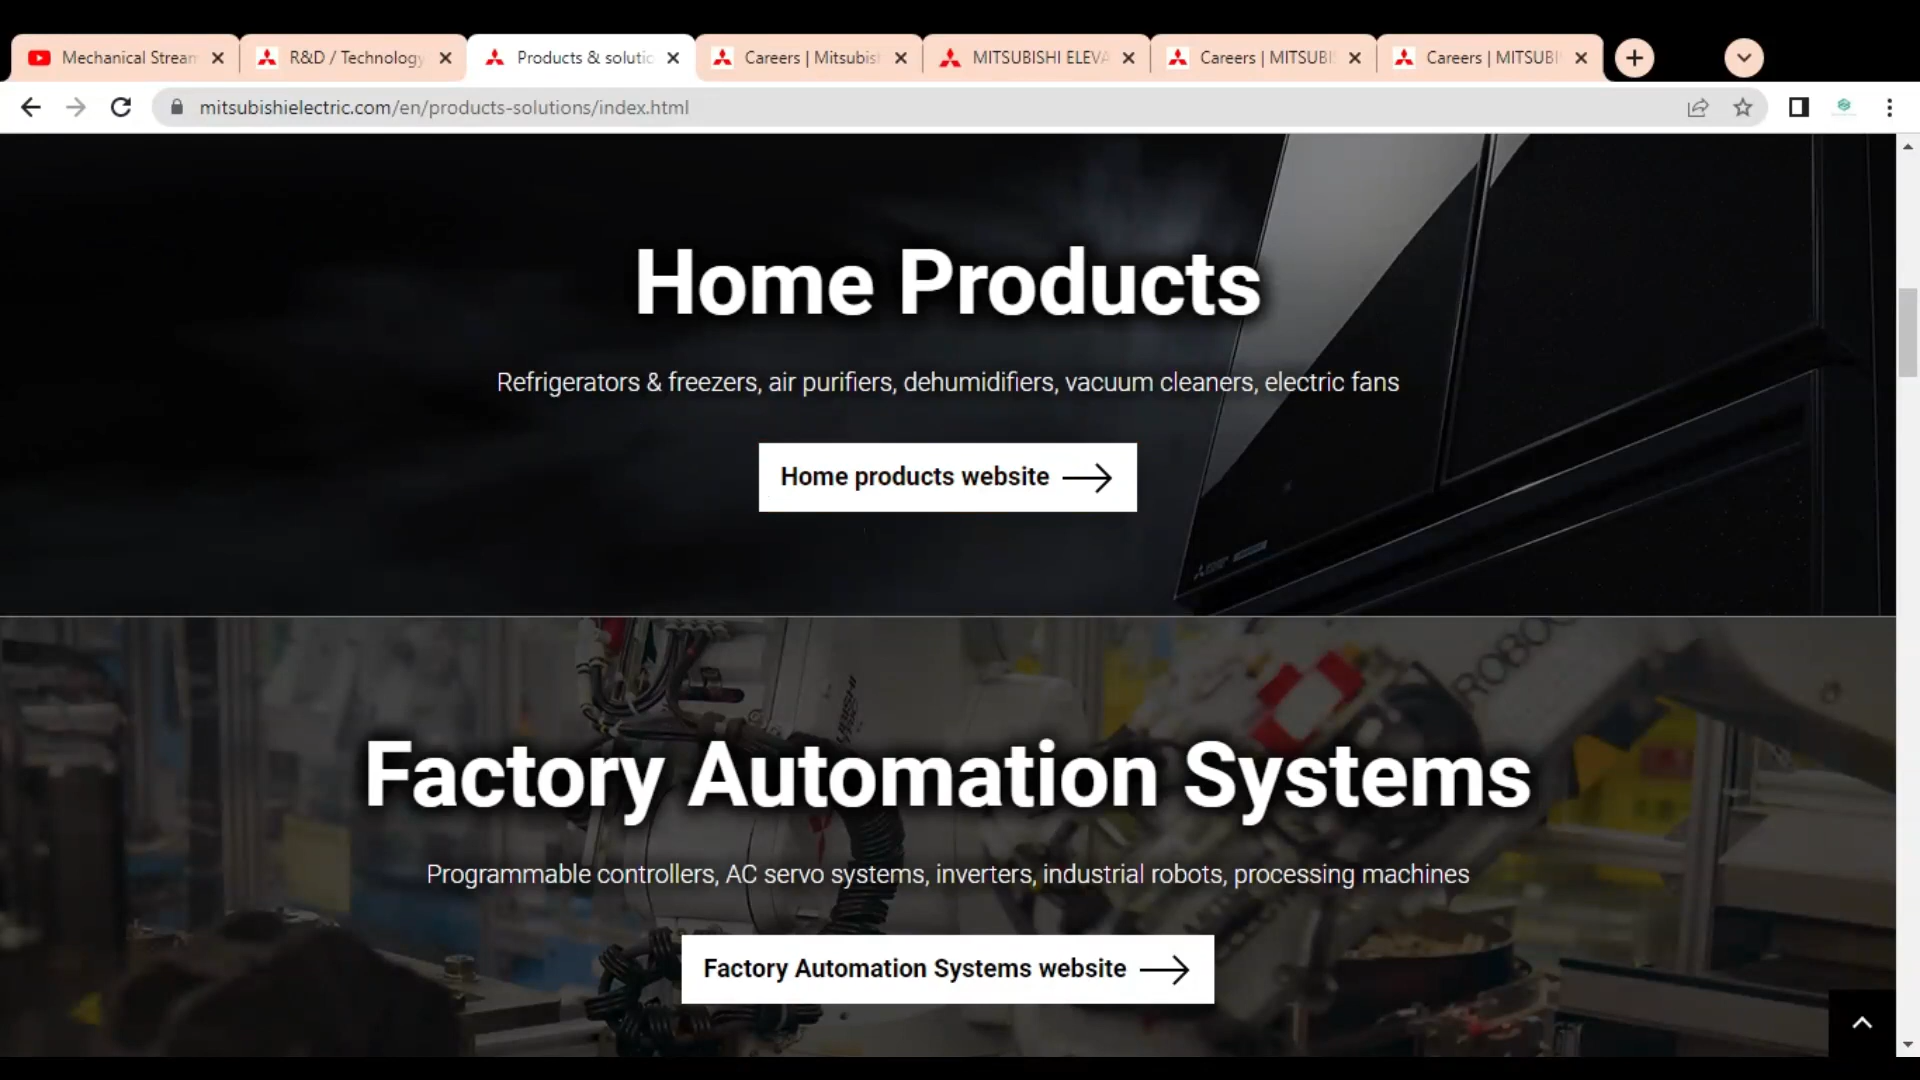 Mechanical Strean
R&D / Technology
Products & solutic
Careers | Mitsubis
MITSUBISHI ELEVA
Careers | MITSUBI
Careers | MITSUBI
mitsubishielectric.com/en/products-solutions/index.html
Home Products
Refrigerators & freezers, air purifiers, dehumidifiers, vacuum cleaners, electric fans
Home products website
Factory Automation Systems
Programmable controllers, AC servo systems, inverters, industrial robots, processing machines
Factory Automation Systems website